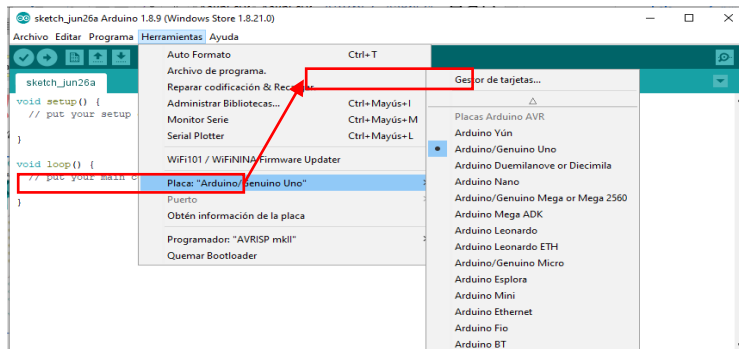 sketch_jun26a Arduino 1.8.9 (Windows Store 1.8.21.0)
Archivo Editar Programa Herramientas Ayuda
sketch_jun26a
void setup() {
// put your setup
}
void loop() {
// put your main c
}
Auto Formato Ctrl+T
Archivo de programa.
Reparar codificación &
Administrar Bibliotecas... Ctrl+Mayús+I
Monitor Serie Ctrl+Mayús+M
Serial Plotter Ctrl+Mayús+L
WiFi101 / WiFiNINA Firmware Updater
Placa: "Arduino/Genuino Uno"
Puerto
Obtén información de la placa
Programador: "AVRISP mkII"
Quemar Bootloader
Gestor de tarjetas...
Placas Arduino AVR
Arduino Yún
Arduino/Genuino Uno
Arduino Duemilanove or Diecimila
Arduino Nano
Arduino/Genuino Mega or Mega 2560
Arduino Mega ADK
Arduino Leonardo
Arduino Leonardo ETH
Arduino/Genuino Micro
Arduino Esplora
Arduino Mini
Arduino Ethernet
Arduino Fio
Arduino BT